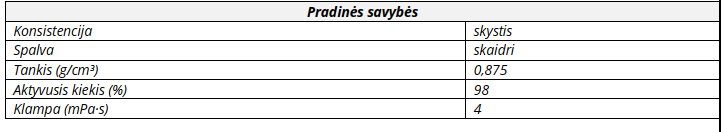 Pradinės savybės
Konsistencija skystis
Spalva skaidri
Tankis (g/cm³) 0,875
Aktyvusis kiekis (%) 98
Klampa (mPa·s) 4